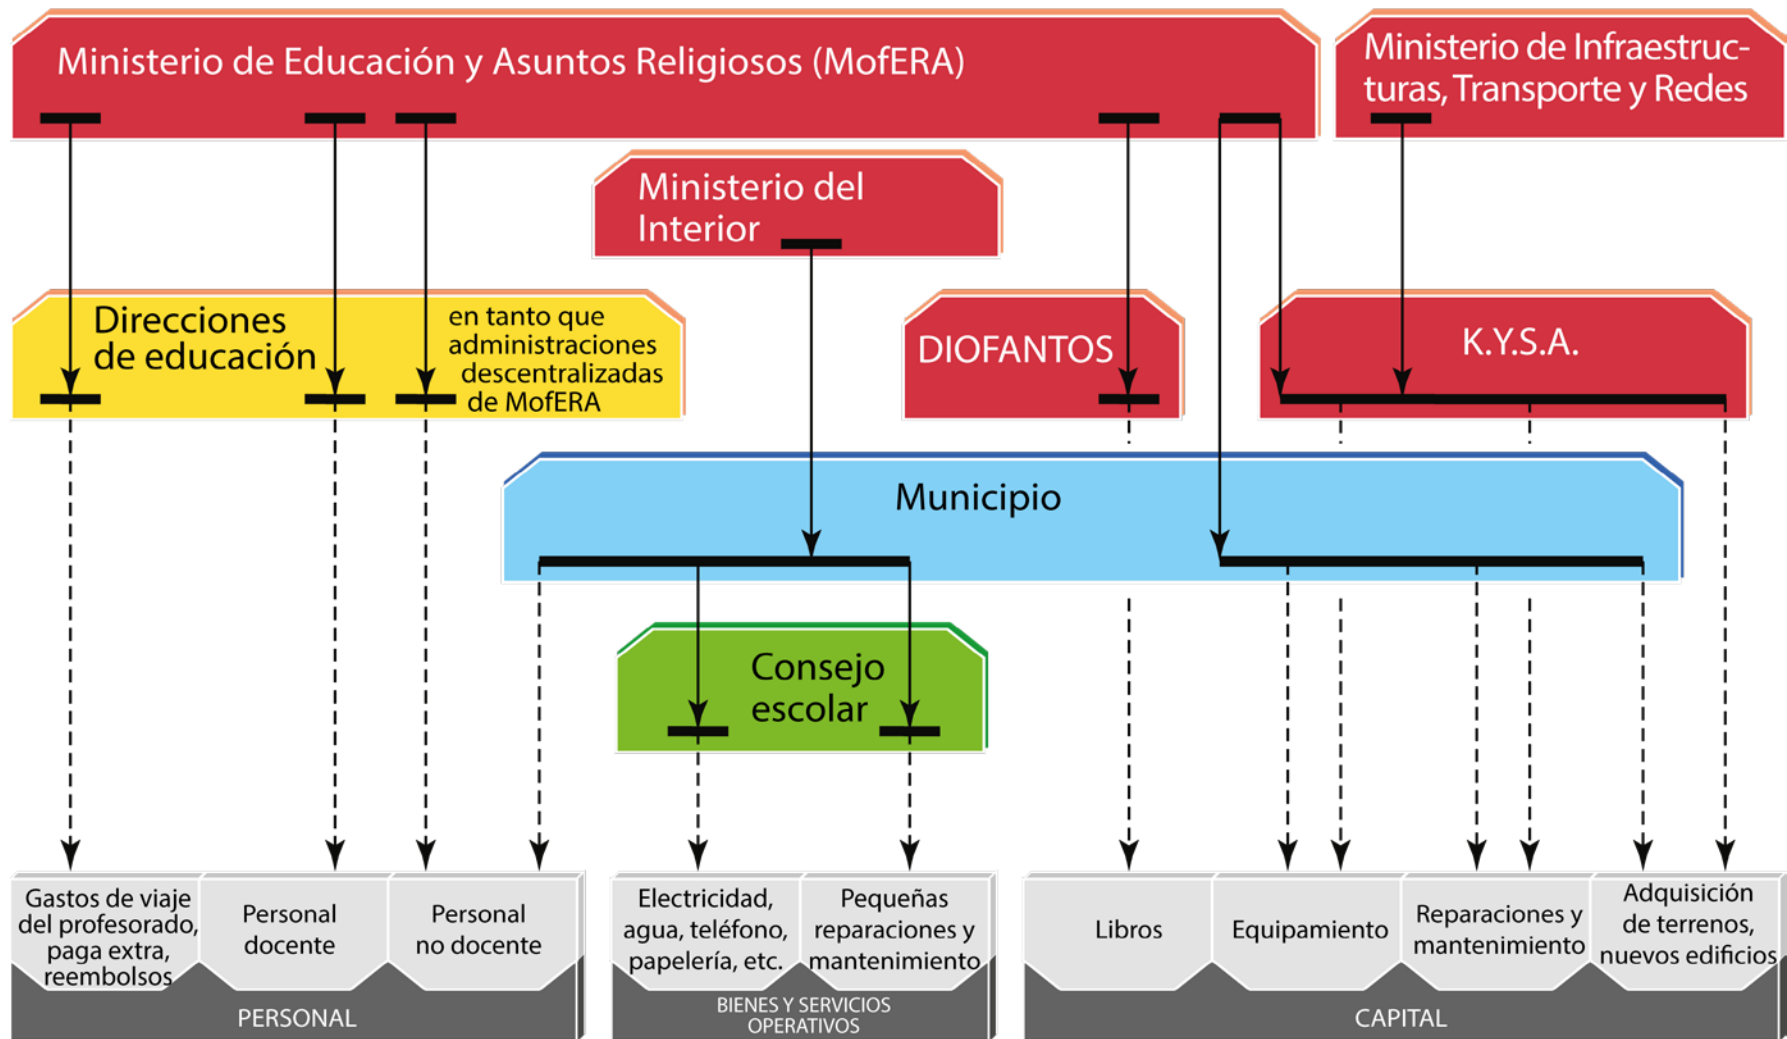 Ministerio de Educación y Asuntos Religiosos (MofERA)
Ministerio de Infraestruc-
turas, Transporte y Redes
Ministerio del
Interior
Direcciones
de educación
en tanto que
administraciones
descentralizadas
de MofERA
DIOFANTOS
K.Y.S.A.
Municipio
Consejo
escolar
Gastos de viaje
del profesorado,
paga extra,
reembolsos
Personal
docente
Personal
no docente
Electricidad,
agua, teléfono,
papelería, etc.
Pequeñas
reparaciones y
mantenimiento
Libros
Equipamiento
Reparaciones y
mantenimiento
Adquisición
de terrenos,
nuevos edificios
PERSONAL
BIENES Y SERVICIOS
OPERATIVOS
CAPITAL